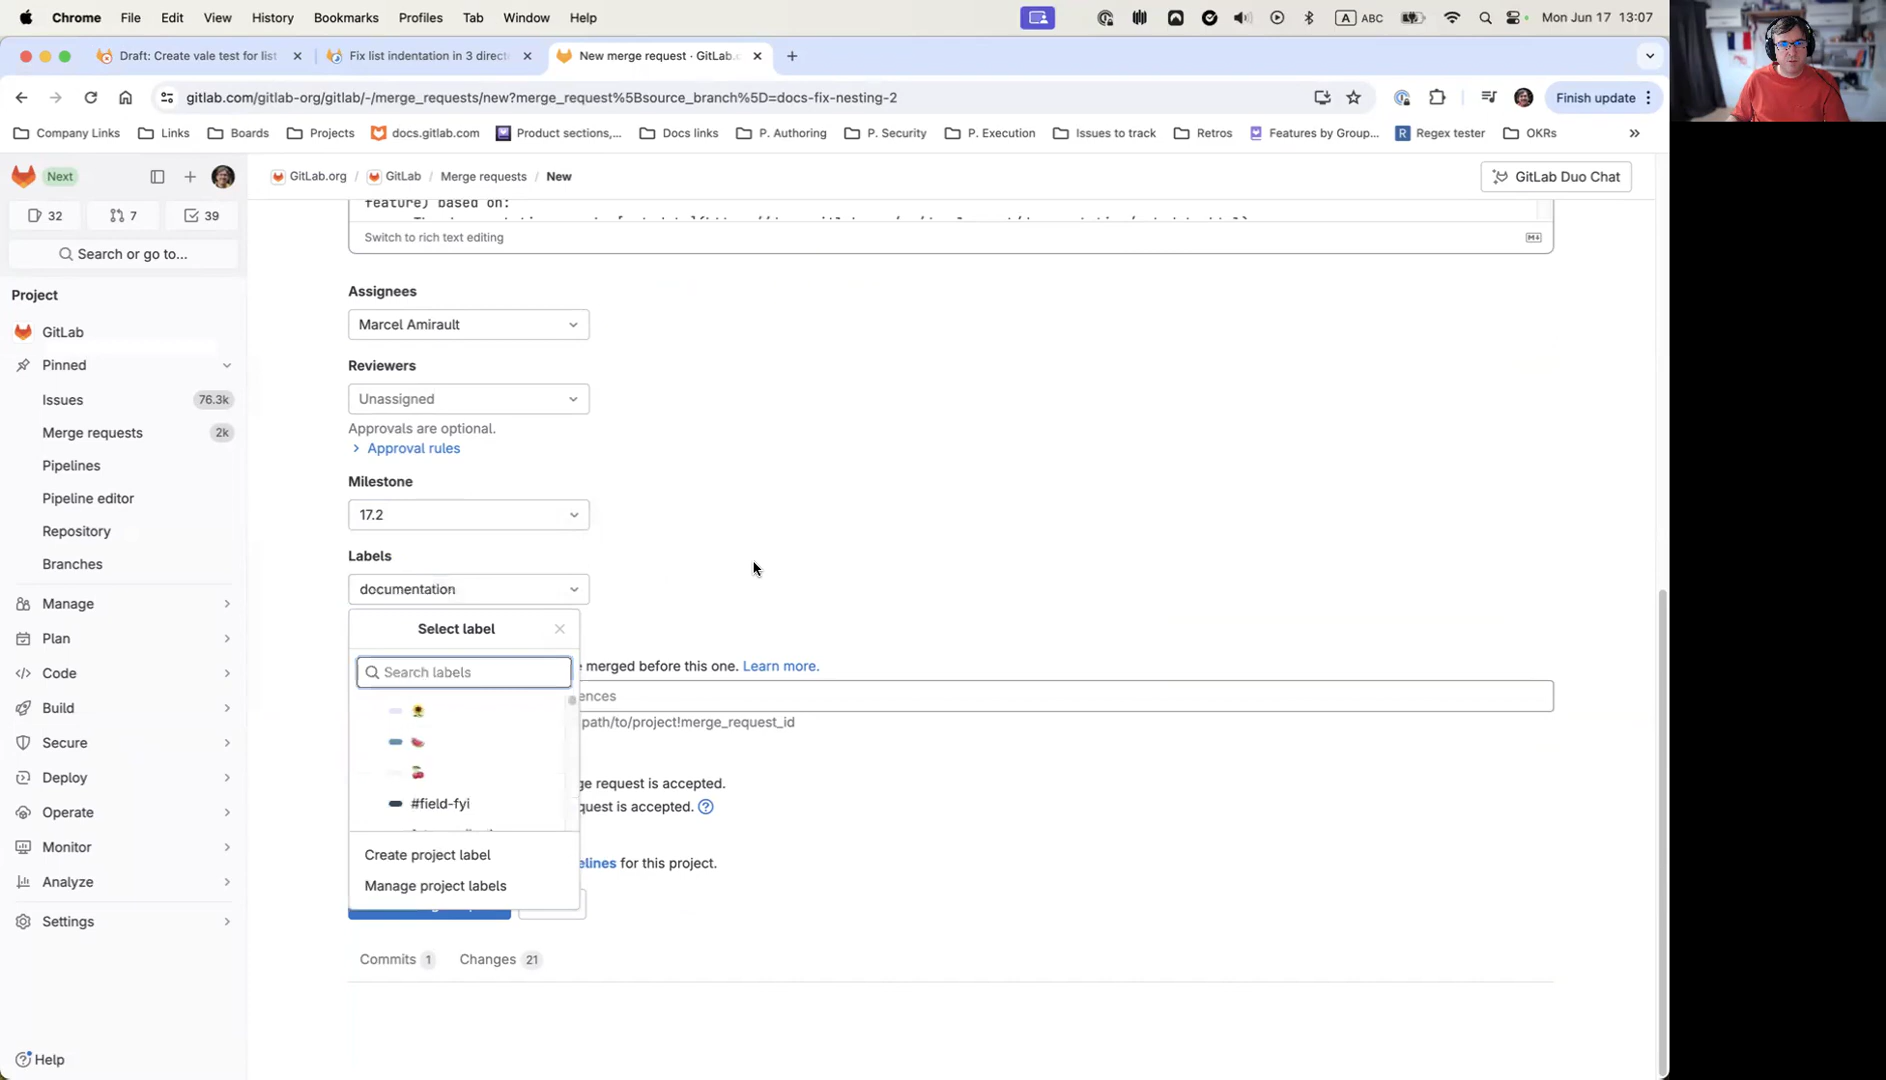 Chrome File Edit View History Bookmarks Profiles Tab Window Help A ABC Mon Jun 17 13:07
Draft: Create vale test for list Fix list indentation in 3 direct New merge request · GitLab.
gitlab.com/gitlab-org/gitlab/-/merge_requests/new?merge_request%5Bsource_branch%5D=docs-fix-nesting-2 Finish update
Company Links Links Boards Projects docs.gitlab.com Product sections,... Docs links P. Authoring P. Security P. Execution Issues to track Retros Features by Group... R Regex tester OKRs »
Next
GitLab.org / GitLab / Merge requests / New
GitLab Duo Chat
32 7 39
Search or go to...
Project
GitLab
Pinned
Issues 76.3k
Merge requests 2k
Pipelines
Pipeline editor
Repository
Branches
Manage
Plan
Code
Build
Secure
Deploy
Operate
Monitor
Analyze
Settings
Help
feature) based on:
Switch to rich text editing
Assignees
Marcel Amirault
Reviewers
Unassigned
Approvals are optional.
Approval rules
Milestone
17.2
Labels
documentation
Select label
Search labels
#field-fyi
Create project label
Manage project labels
merged before this one. Learn more.
path/to/project!merge_request_id
request is accepted.
is accepted.
for this project.
Commits 1 Changes 21